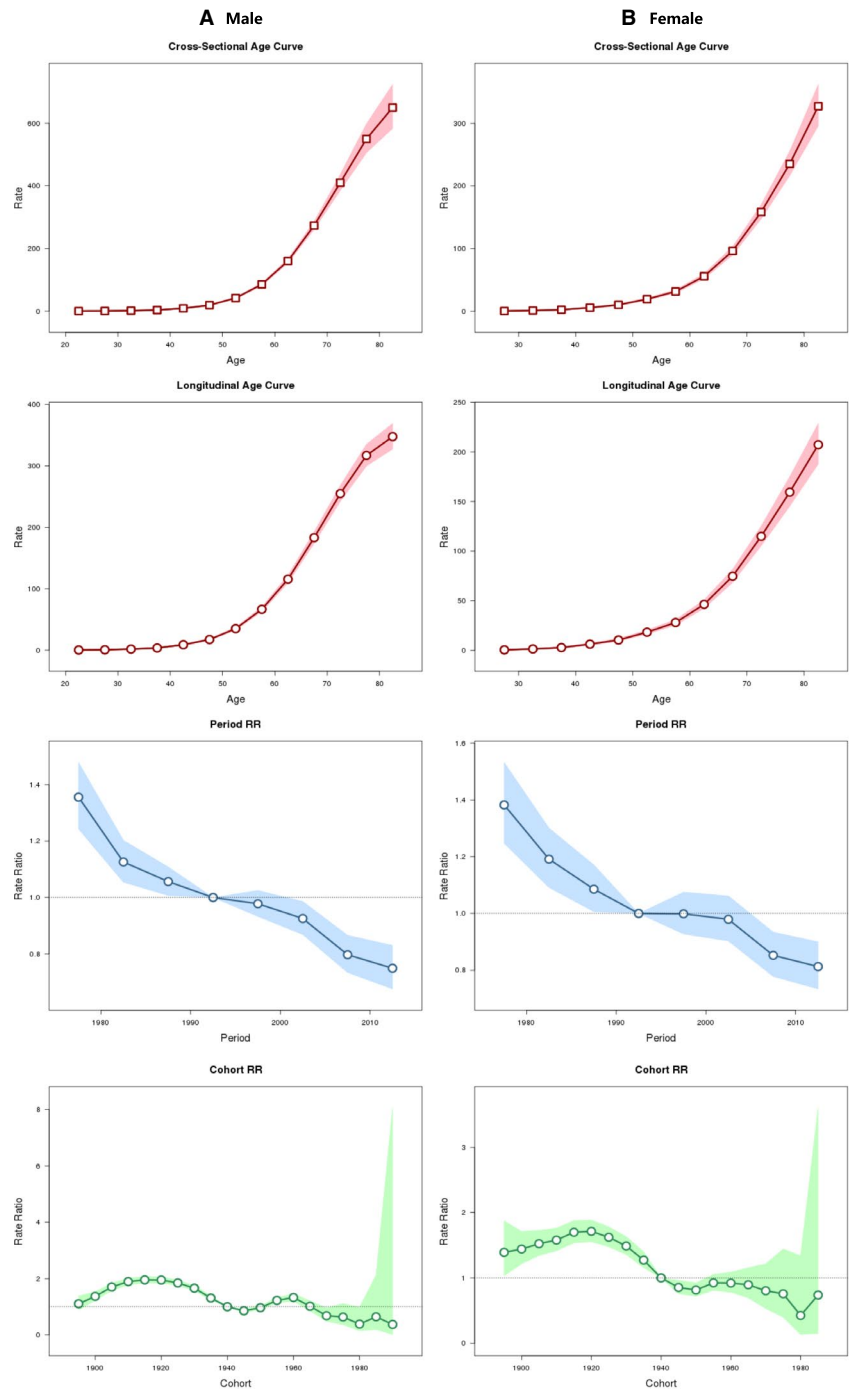 A Male
B Female
Cross-Sectional Age Curve
Cross-Sectional Age Curve
Rate
600
400
200
0
20 30 40 50 60 70 80
Age
Rate
300
200
100
0
30 40 50 60 70 80
Age
Longitudinal Age Curve
Longitudinal Age Curve
Rate
400
300
200
100
0
20 30 40 50 60 70 80
Age
Rate
250
200
150
100
50
0
30 40 50 60 70 80
Age
Period RR
Period RR
Rate Ratio
1.4
1.2
1.0
0.8
1980 1990 2000 2010
Period
Rate Ratio
1.6
1.4
1.2
1.0
0.8
1980 1990 2000 2010
Period
Cohort RR
Cohort RR
Rate Ratio
8
6
4
2
0
1900 1920 1940 1960 1980
Cohort
Rate Ratio
3
2
1
0
1900 1920 1940 1960 1980
Cohort